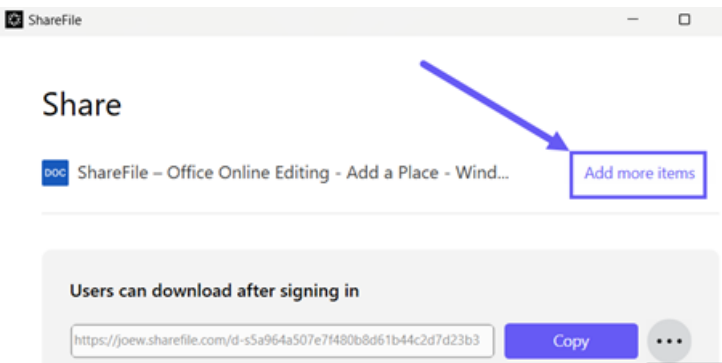 ShareFile
Share
DOC ShareFile – Office Online Editing - Add a Place - Wind... Add more items
Users can download after signing in
https://joew.sharefile.com/d-s5a964a507e7f480b8d61b44c2d7d23b3 Copy ...